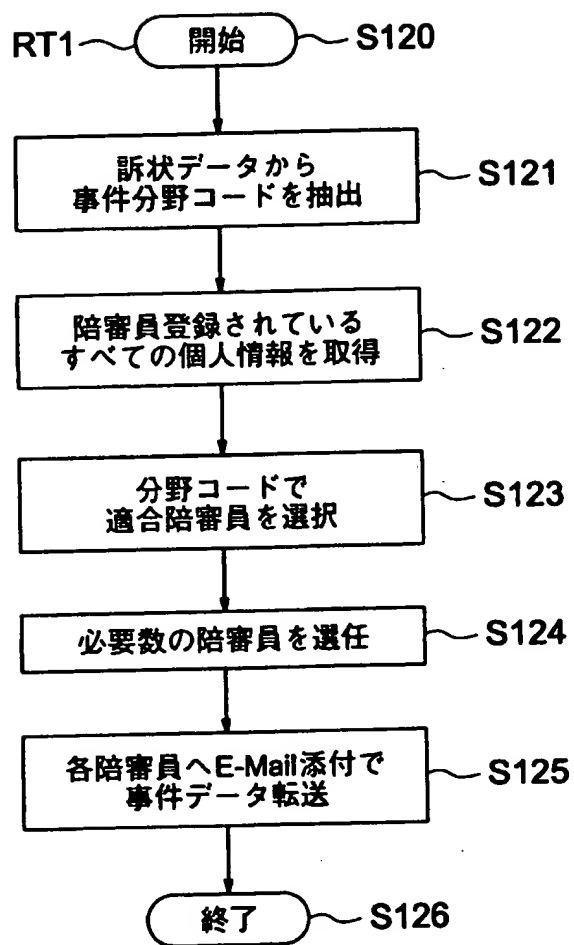 RT1 開始 S120
訴状データから
事件分野コードを抽出
S121
陪審員登録されている
すべての個人情報を取得
S122
分野コードで
適合陪審員を選択
S123
必要数の陪審員を選任
S124
各陪審員へE-Mail添付で
事件データ転送
S125
終了 S126